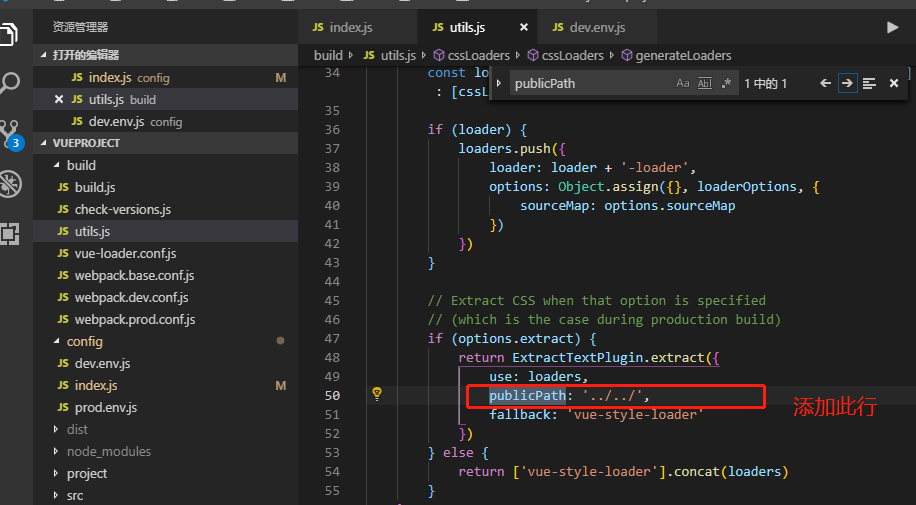 JS index.js
JS utils.js ×
JS dev.env.js
build › JS utils.js › cssLoaders › cssLoaders › generateLoaders
publicPath Aa Abl .* 1 中的 1
资源管理器
打开的编辑器
JS index.js config M
× JS utils.js build
JS dev.env.js config
VUEPROJECT
build
JS build.js
JS check-versions.js
JS utils.js
JS vue-loader.conf.js
JS webpack.base.conf.js
JS webpack.dev.conf.js
JS webpack.prod.conf.js
config
JS dev.env.js
JS index.js M
JS prod.env.js
dist
node_modules
project
src
3
34 const loa
: [cssL
35
36 if (loader) {
37 loaders.push({
38 loader: loader + '-loader',
39 options: Object.assign({}, loaderOptions, {
40 sourceMap: options.sourceMap
41 })
42 })
43 }
44
45 // Extract CSS when that option is specified
46 // (which is the case during production build)
47 if (options.extract) {
48 return ExtractTextPlugin.extract({
49 use: loaders,
50 publicPath: '../../',
51 fallback: 'vue-style-loader'
52 })
53 } else {
54 return ['vue-style-loader'].concat(loaders)
55 }
添加此行